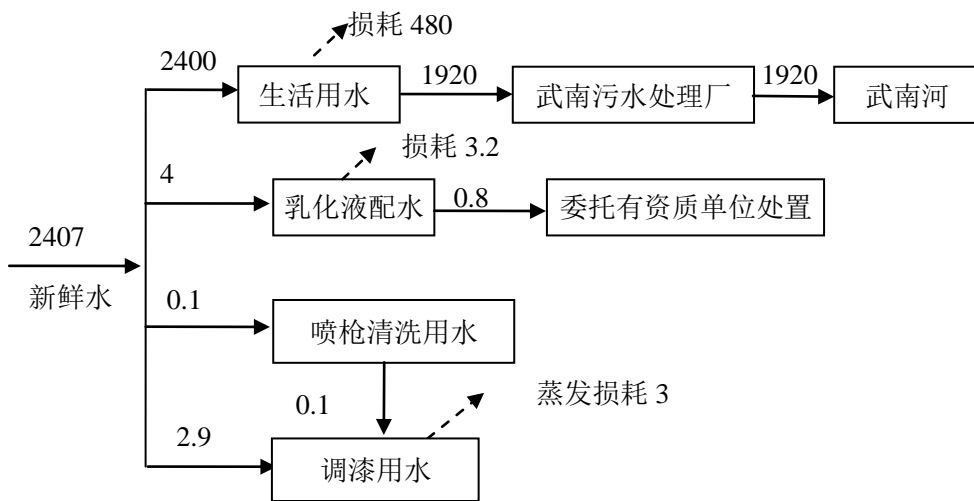 损耗 480
2400
生活用水
1920
武南污水处理厂
1920
武南河
损耗 3.2
4
乳化液配水
0.8
委托有资质单位处置
2407
新鲜水
0.1
喷枪清洗用水
0.1
蒸发损耗 3
2.9
调漆用水